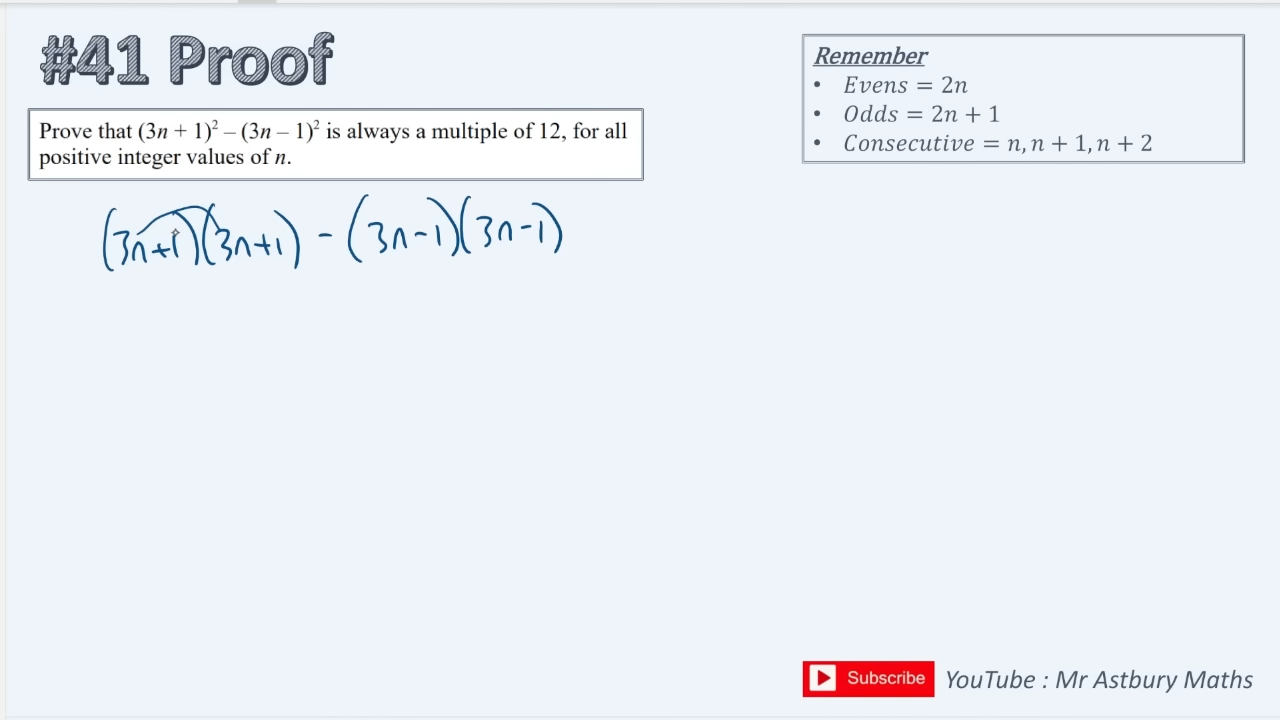 #41 Proof
Prove that (3n + 1)² – (3n – 1)² is always a multiple of 12, for all
positive integer values of n.
(3n+1)(3n+1) - (3n-1)(3n-1)
Remember
• Evens = 2n
• Odds = 2n + 1
• Consecutive = n, n + 1, n + 2
Subscribe
YouTube : Mr Astbury Maths